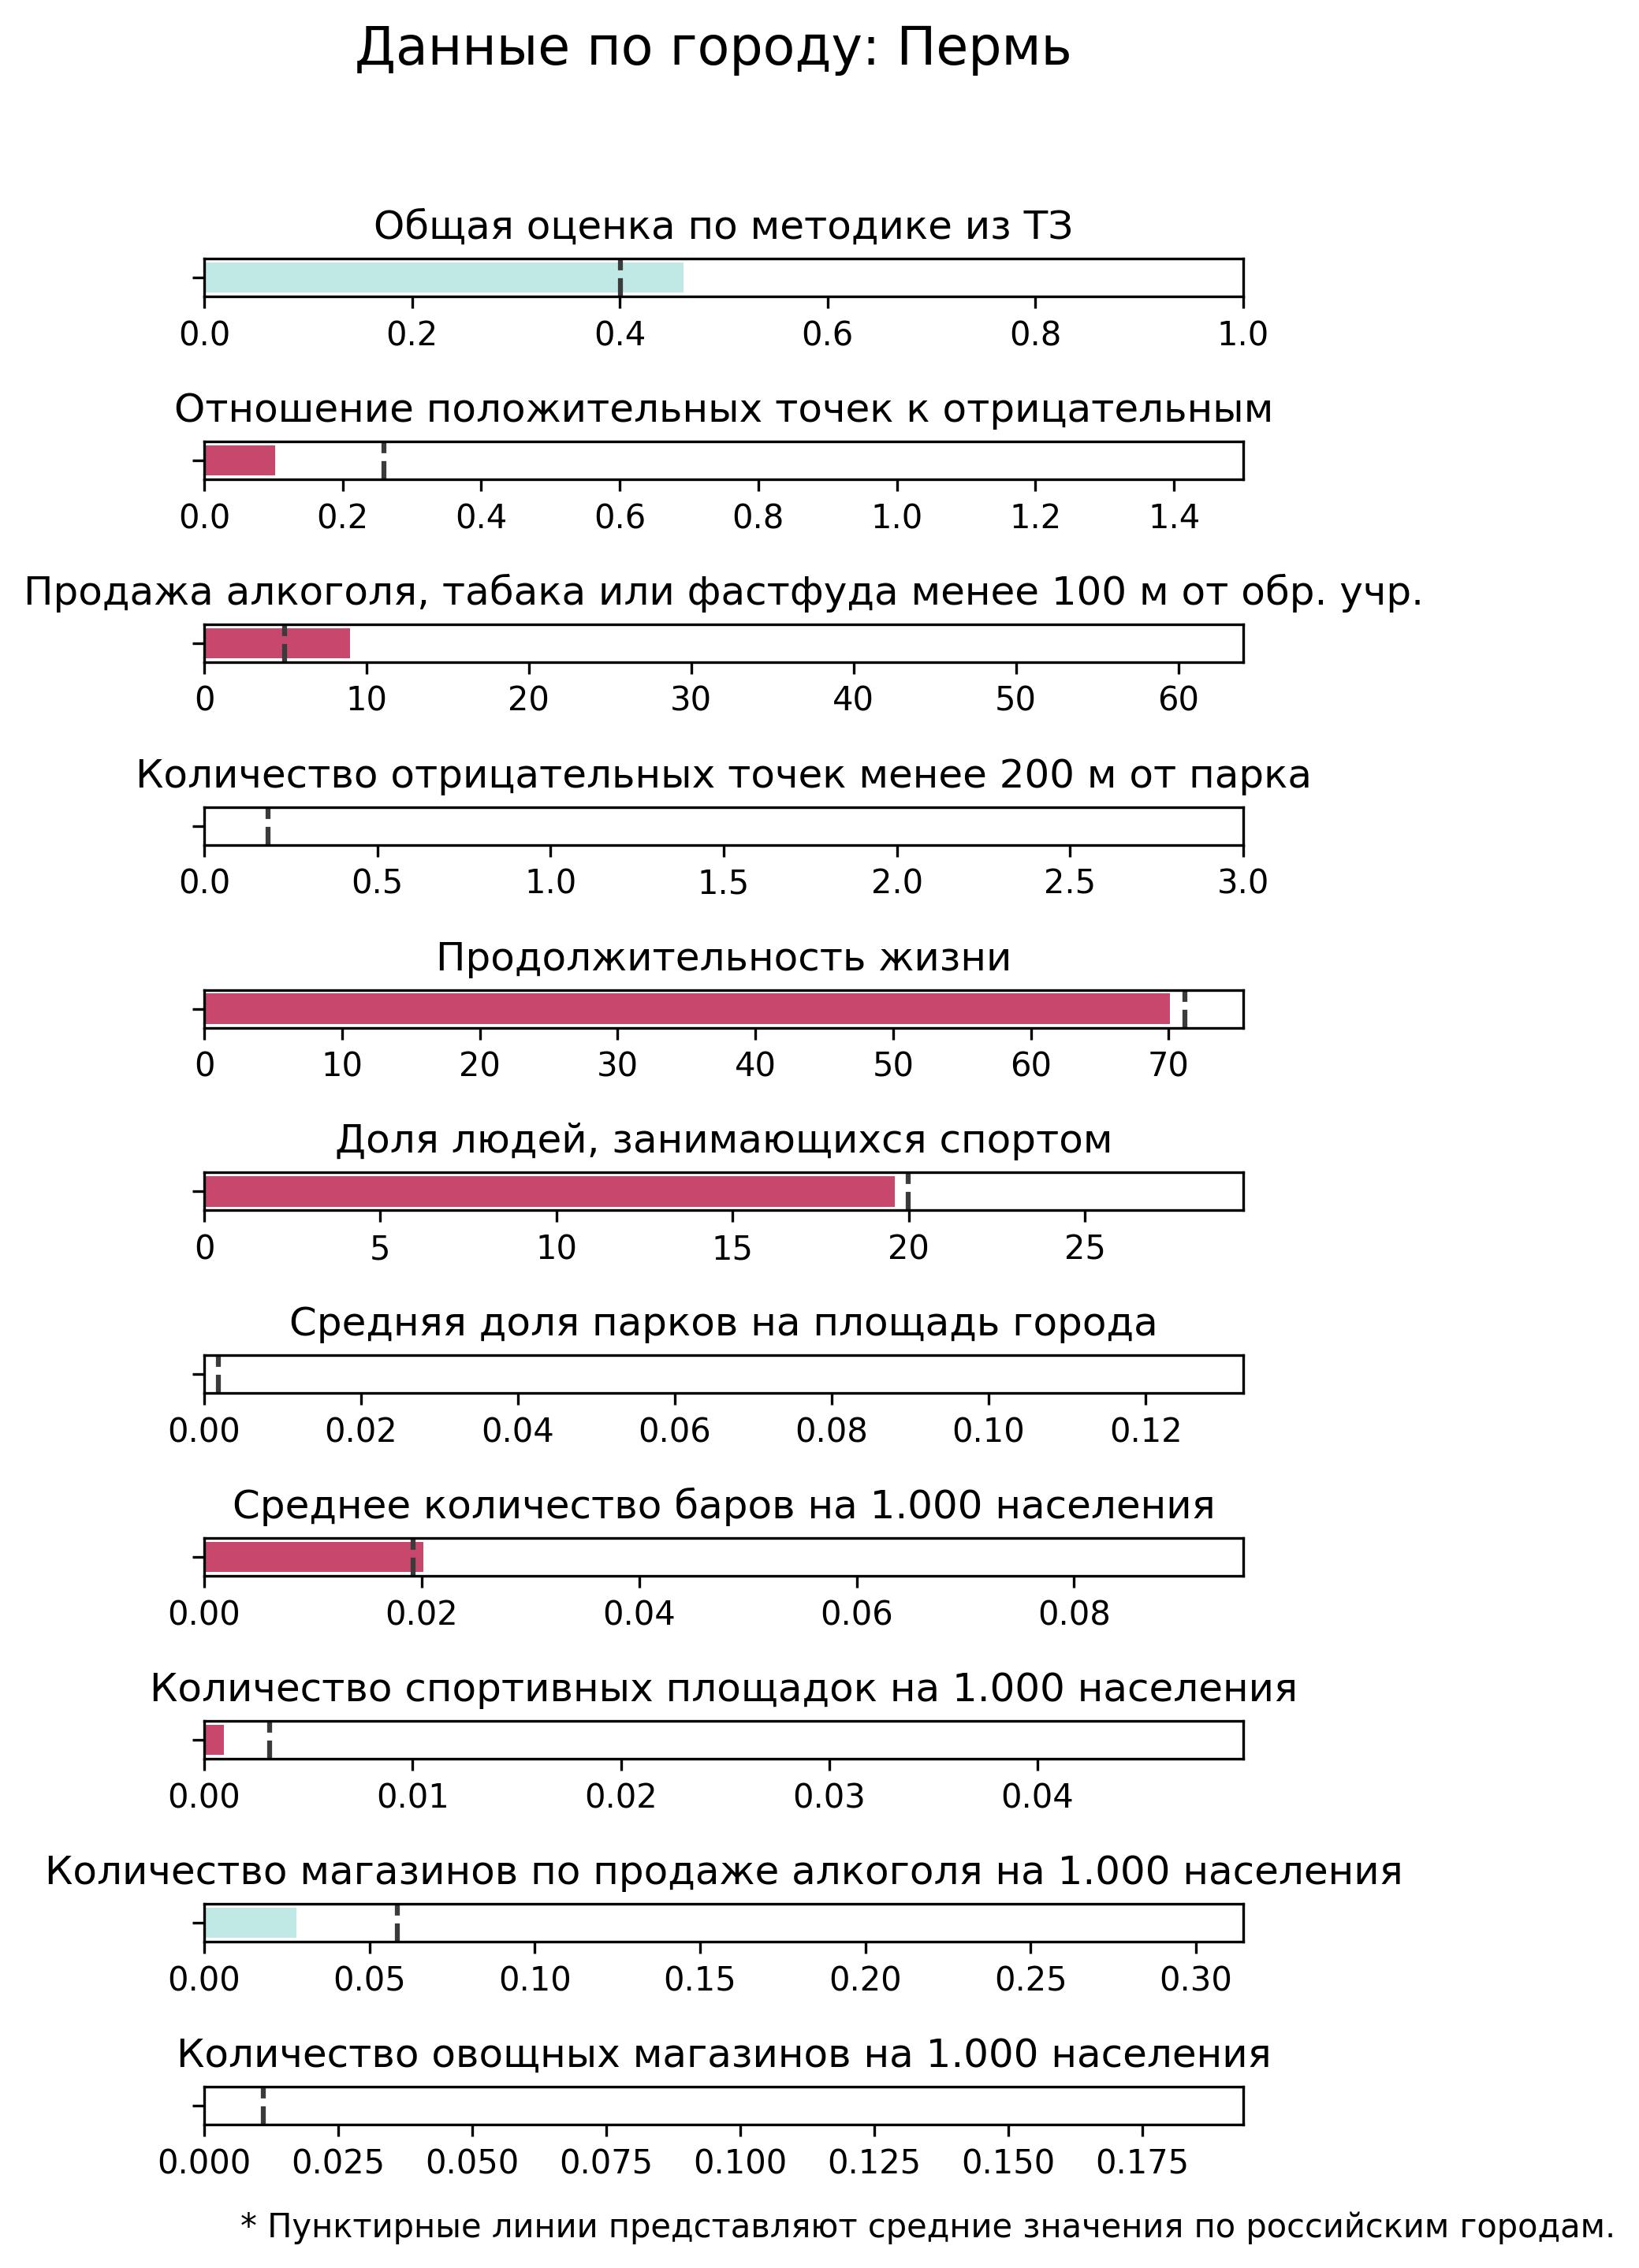 Данные по городу: Пермь
Общая оценка по методике из ТЗ
0.0 0.2 0.4 0.6 0.8 1.0
Отношение положительных точек к отрицательным
0.0 0.2 0.4 0.6 0.8 1.0 1.2 1.4
Продажа алкоголя, табака или фастфуда менее 100 м от обр. учр.
0 10 20 30 40 50 60
Количество отрицательных точек менее 200 м от парка
0.0 0.5 1.0 1.5 2.0 2.5 3.0
Продолжительность жизни
0 10 20 30 40 50 60 70
Доля людей, занимающихся спортом
0 5 10 15 20 25
Средняя доля парков на площадь города
0.00 0.02 0.04 0.06 0.08 0.10 0.12
Среднее количество баров на 1.000 населения
0.00 0.02 0.04 0.06 0.08
Количество спортивных площадок на 1.000 населения
0.00 0.01 0.02 0.03 0.04
Количество магазинов по продаже алкоголя на 1.000 населения
0.00 0.05 0.10 0.15 0.20 0.25 0.30
Количество овощных магазинов на 1.000 населения
0.000 0.025 0.050 0.075 0.100 0.125 0.150 0.175
* Пунктирные линии представляют средние значения по российским городам.